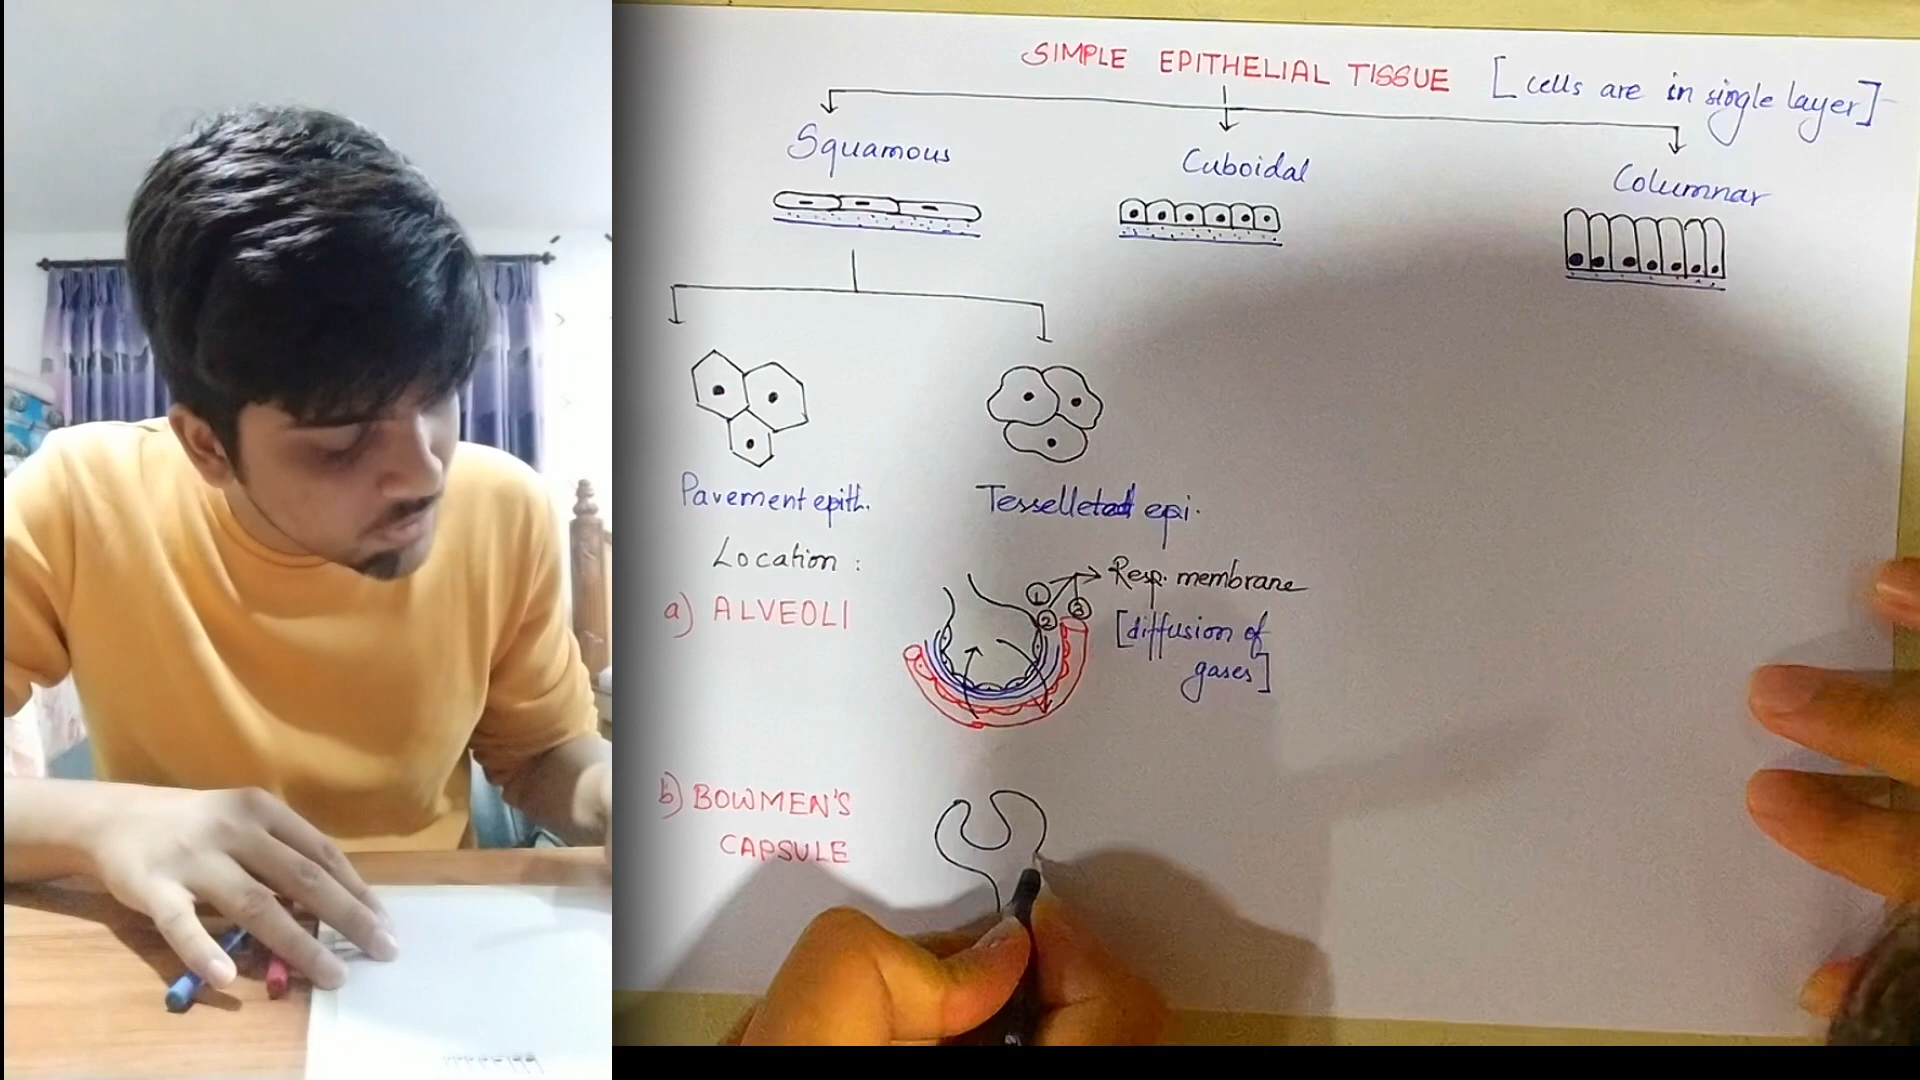 SIMPLE EPITHELIAL TISSUE [cells are in single layer]
Squamous
Cuboidal
Columnar
Pavement epith.
Tesselletad epi.
Location :
a) ALVEOLI
1
2
3
Resp. membrane
[diffusion of
gases]
b) BOWMEN'S
CAPSULE